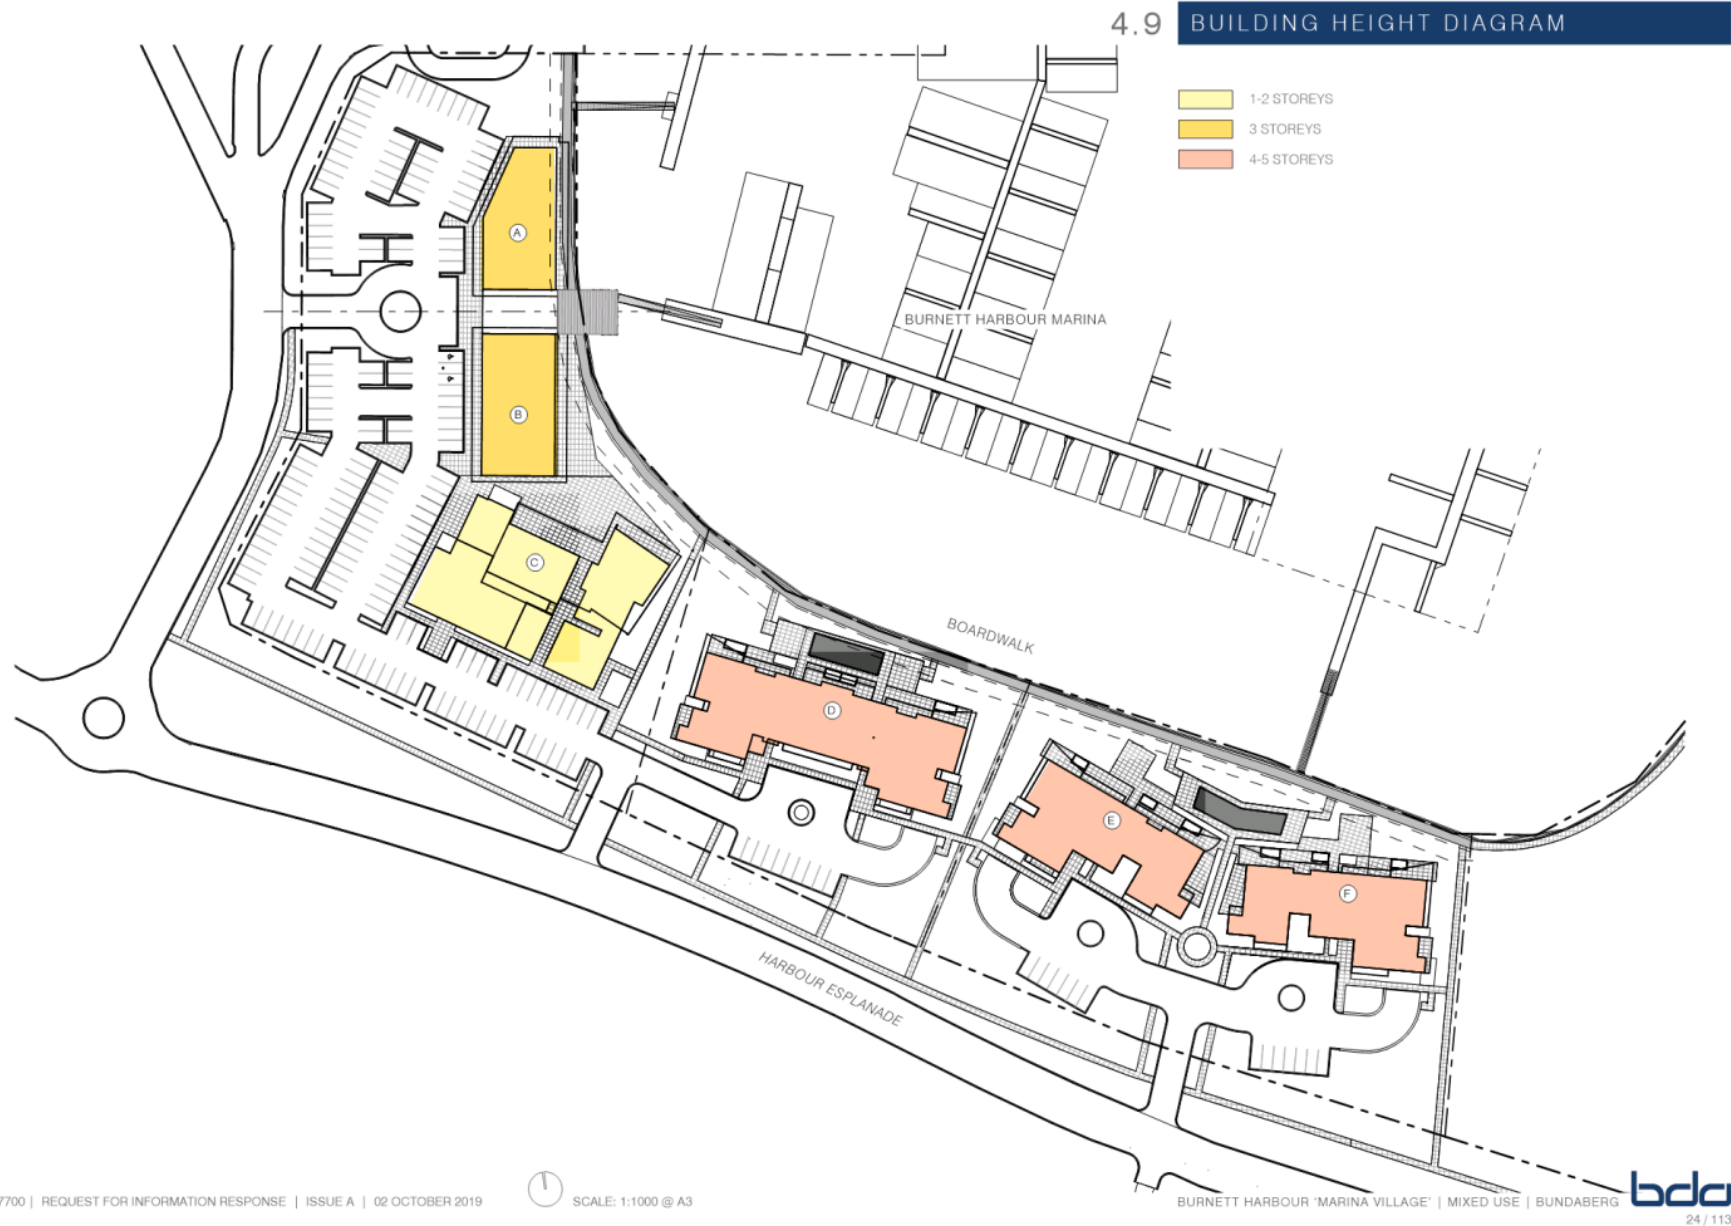 4.9 BUILDING HEIGHT DIAGRAM
1-2 STOREYS
3 STOREYS
4-5 STOREYS
A
BURNETT HARBOUR MARINA
B
C
BOARDWALK
D
E
F
HARBOUR ESPLANADE
7700 | REQUEST FOR INFORMATION RESPONSE | ISSUE A | 02 OCTOBER 2019
SCALE: 1:1000 @ A3
BURNETT HARBOUR 'MARINA VILLAGE' | MIXED USE | BUNDABERG
24 / 113